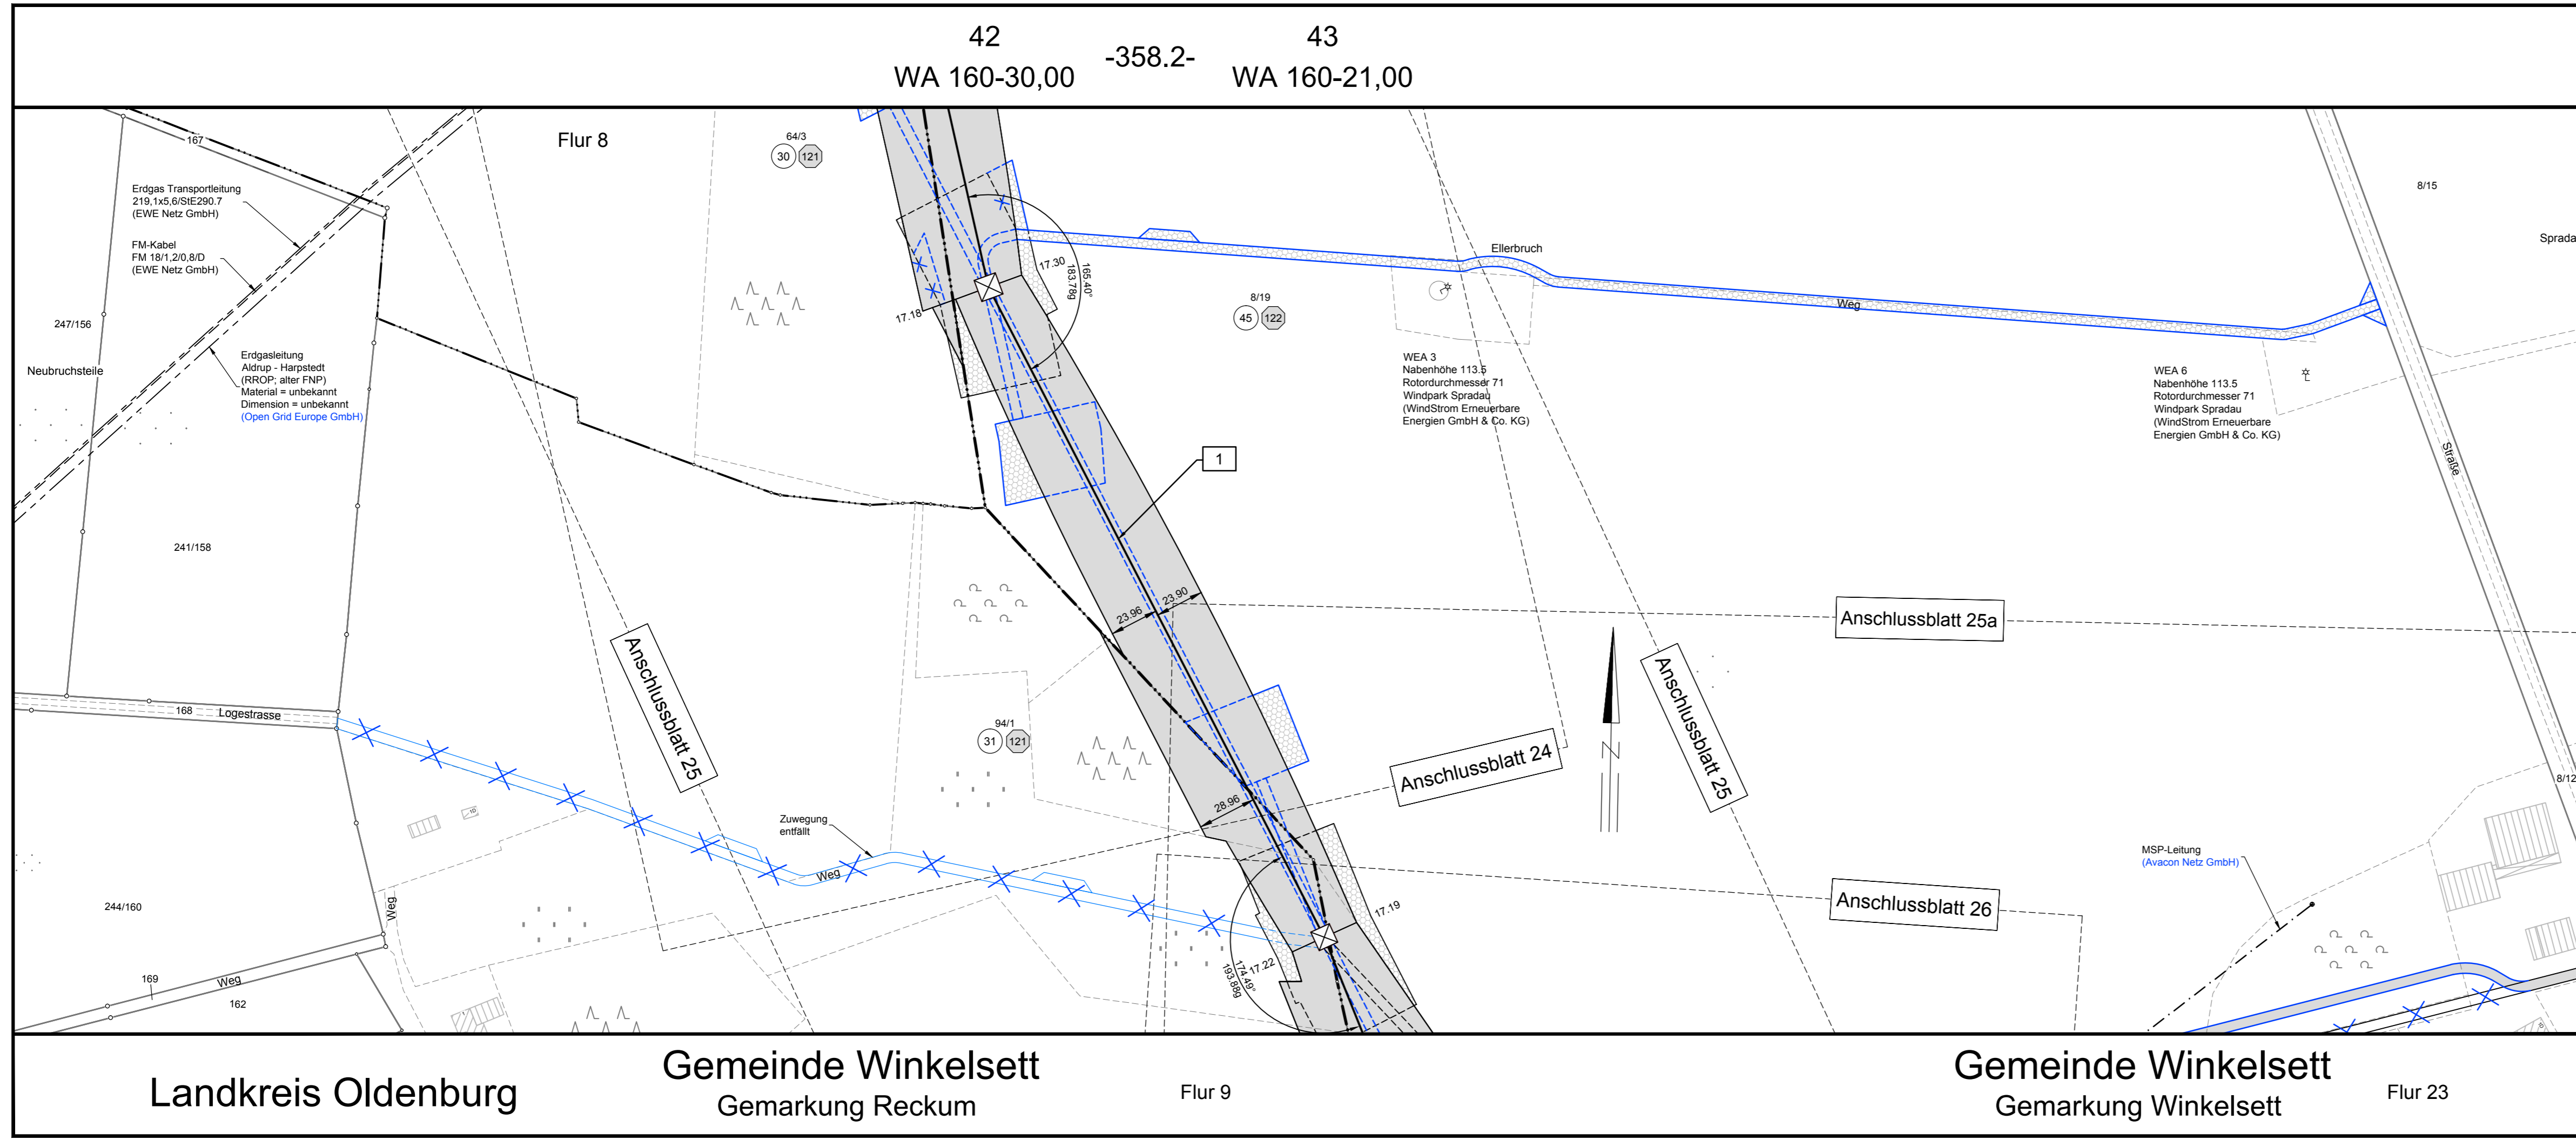 42
-358.2-
43
WA 160-30,00
WA 160-21,00
167
Flur 8
64/3
30
121
8/15
Erdgas Transportleitung
219,1x5,6/StE290.7
(EWE Netz GmbH)
FM-Kabel
FM 18/1,2/0,8/D
(EWE Netz GmbH)
Ellerbruch
17.30
165.40°
183.78g
8/19
45
122
Weg
17.18
247/156
Neubruchsteile
Erdgasleitung
Aldrup - Harpstedt
(RROP; alter FNP)
Material = unbekannt
Dimension = unbekannt
(Open Grid Europe GmbH)
WEA 3
Nabenhöhe 113.5
Rotordurchmesser 71
Windpark Spradau
(WindStrom Erneuerbare
Energien GmbH & Co. KG)
WEA 6
Nabenhöhe 113.5
Rotordurchmesser 71
Windpark Spradau
(WindStrom Erneuerbare
Energien GmbH & Co. KG)
Straße
1
241/158
23.96
23.90
Anschlussblatt 25a
Anschlussblatt 25
Anschlussblatt 25
168
Logestrasse
94/1
31
121
Anschlussblatt 24
N
28.96
Zuwegung
entfällt
Weg
MSP-Leitung
(Avacon Netz GmbH)
Anschlussblatt 26
244/160
Weg
17.19
17.22
174.49°
193.88g
169
Weg
162
Landkreis Oldenburg
Gemeinde Winkelsett
Gemarkung Reckum
Flur 9
Gemeinde Winkelsett
Gemarkung Winkelsett
Flur 23